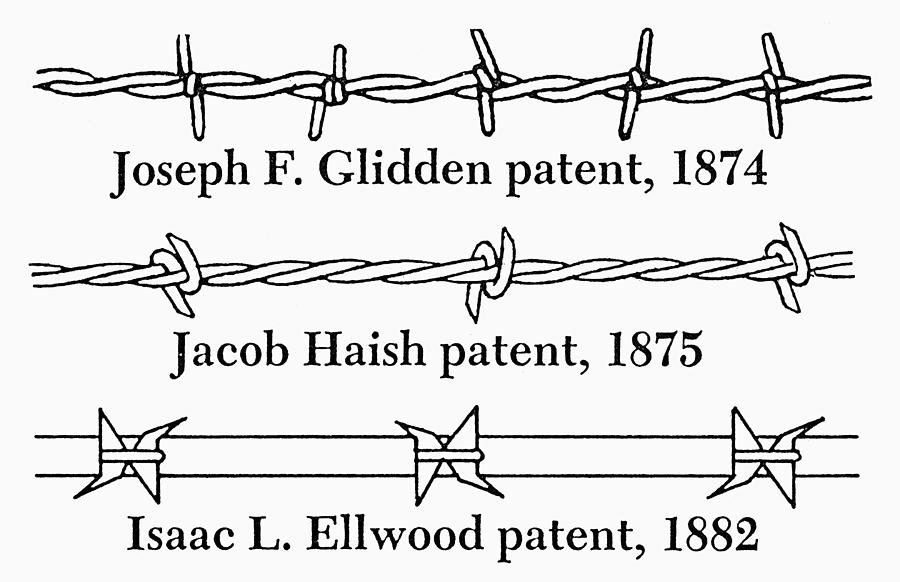 Joseph F. Glidden patent, 1874
Jacob Haish patent, 1875
Isaac L. Ellwood patent, 1882